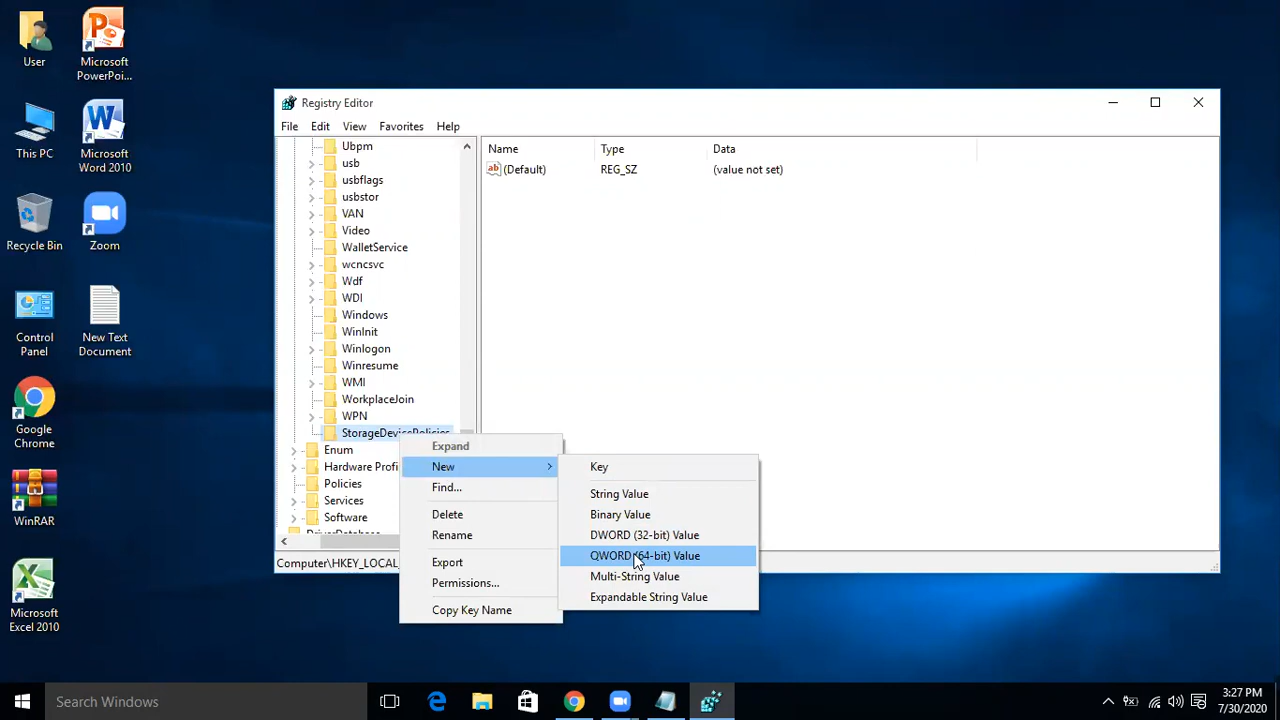 User
Microsoft
PowerPoi...
This PC
Microsoft
Word 2010
Recycle Bin
Zoom
Control
Panel
New Text
Document
Google
Chrome
WinRAR
Microsoft
Excel 2010
Registry Editor
File Edit View Favorites Help
Ubpm
usb
usbflags
usbstor
VAN
Video
WalletService
wcncsvc
Wdf
WDI
Windows
WinInit
Winlogon
Winresume
WMI
WorkplaceJoin
WPN
StorageDevicePolicies
Enum
Hardware Profi
Policies
Services
Software
Name Type Data
ab (Default) REG_SZ (value not set)
Computer\HKEY_LOCAL_
Expand
New
Find...
Delete
Rename
Export
Permissions...
Copy Key Name
Key
String Value
Binary Value
DWORD (32-bit) Value
QWORD (64-bit) Value
Multi-String Value
Expandable String Value
Search Windows
3:27 PM
7/30/2020